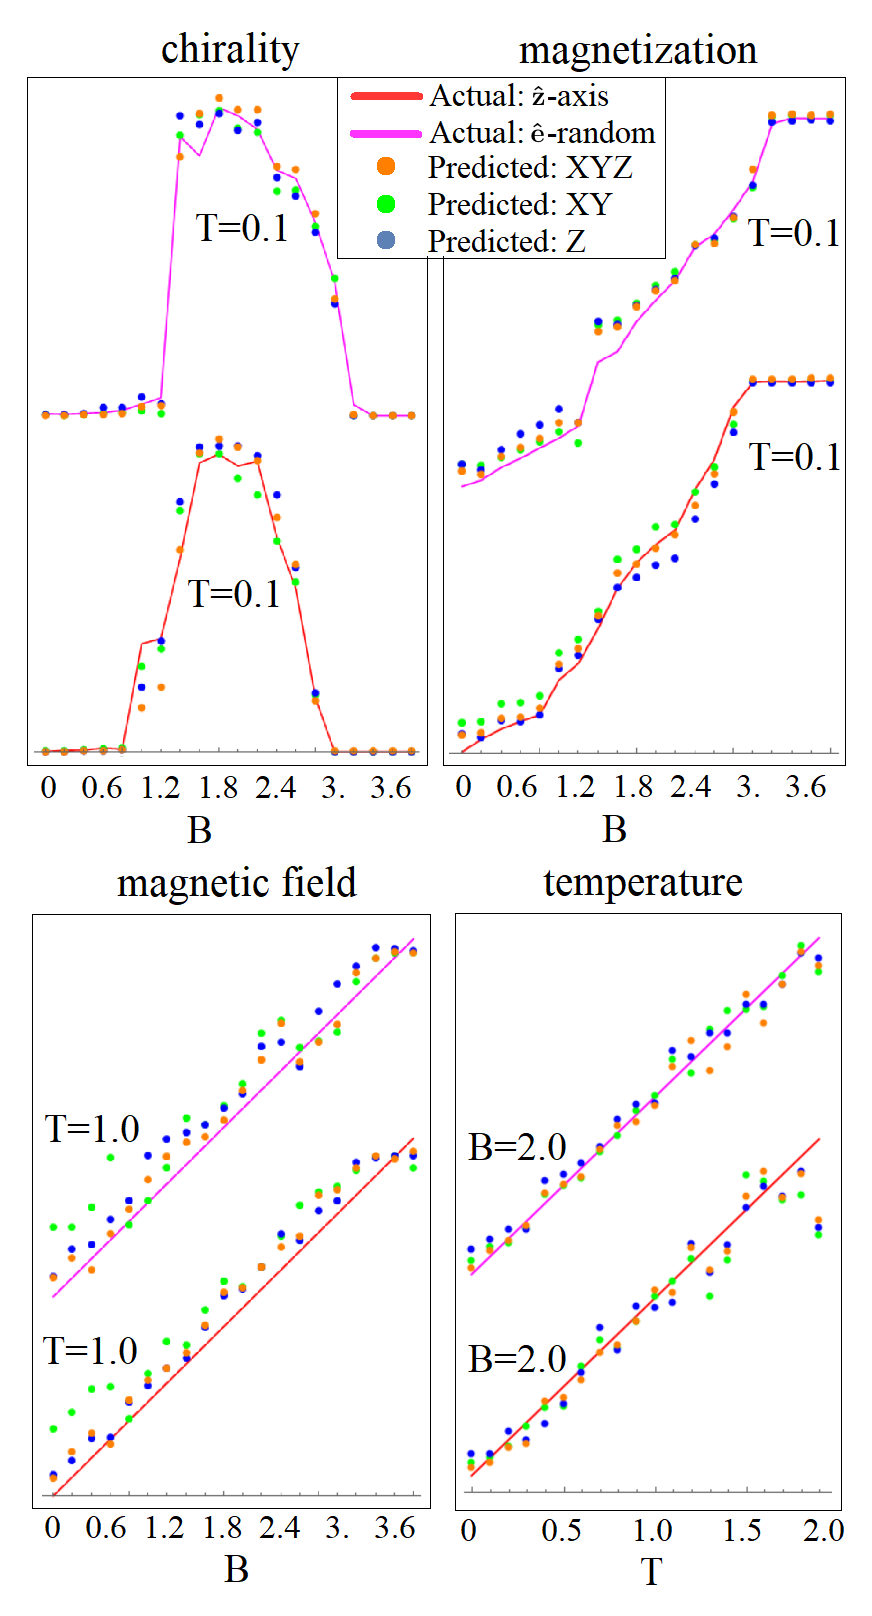 chirality
magnetization
Actual: ẑ-axis
Actual: ê-random
Predicted: XYZ
Predicted: XY
Predicted: Z
T=0.1
T=0.1
T=0.1
T=0.1
0 0.6 1.2 1.8 2.4 3. 3.6
B
0 0.6 1.2 1.8 2.4 3. 3.6
B
magnetic field
temperature
T=1.0
T=1.0
0 0.6 1.2 1.8 2.4 3. 3.6
B
B=2.0
B=2.0
0 0.5 1.0 1.5 2.0
T